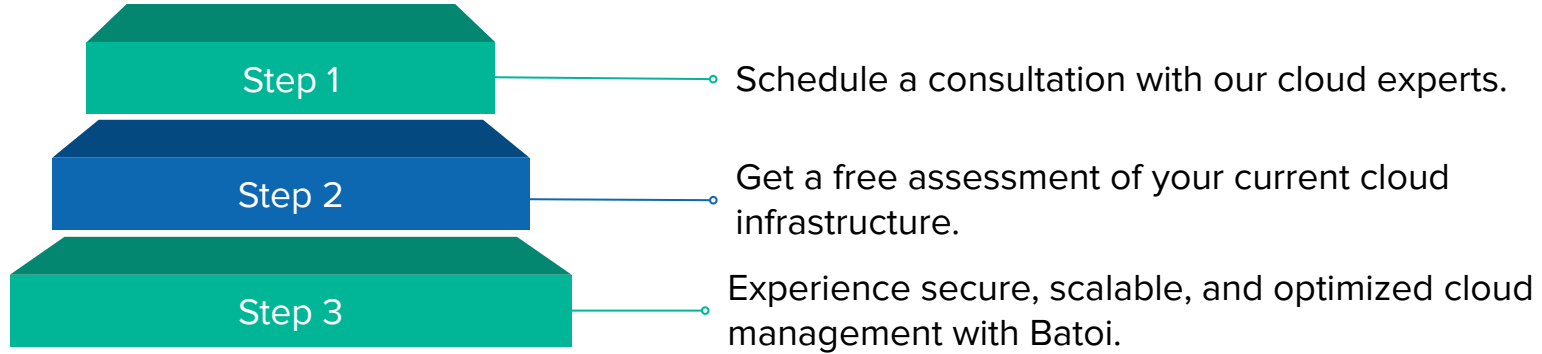 Step 1
Schedule a consultation with our cloud experts.
Step 2
Get a free assessment of your current cloud
infrastructure.
Step 3
Experience secure, scalable, and optimized cloud
management with Batoi.